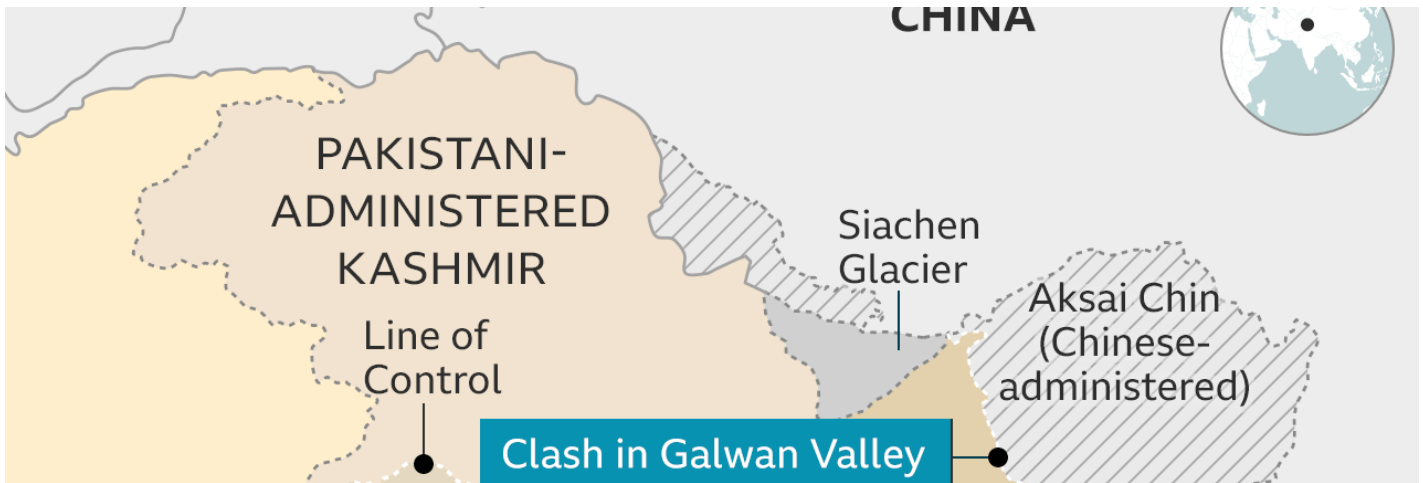 CHINA
PAKISTANI-
ADMINISTERED
KASHMIR
Siachen
Glacier
Aksai Chin
(Chinese-
administered)
Line of
Control
Clash in Galwan Valley